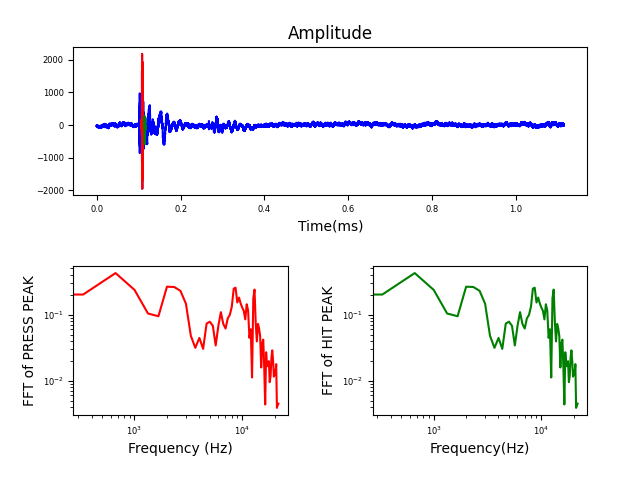 Amplitude
2000
1000
0
−1000
−2000
0.0 0.2 0.4 0.6 0.8 1.0
Time(ms)
FFT of PRESS PEAK
10⁻¹
10⁻²
10³ 10⁴
Frequency (Hz)
FFT of HIT PEAK
10⁻¹
10⁻²
10³ 10⁴
Frequency(Hz)